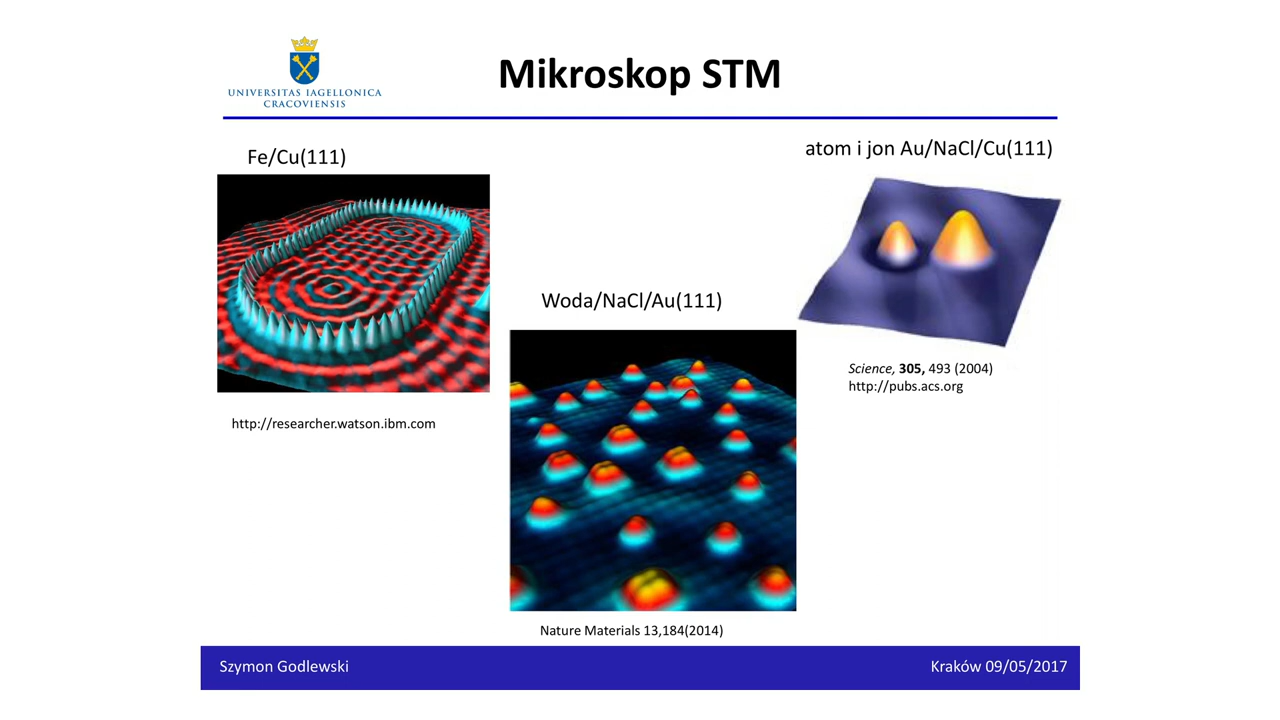 UNIVERSITAS IAGELLONICA
CRACOVIENSIS
Mikroskop STM
Fe/Cu(111)
atom i jon Au/NaCl/Cu(111)
Woda/NaCl/Au(111)
Science, 305, 493 (2004)
http://pubs.acs.org
http://researcher.watson.ibm.com
Nature Materials 13,184(2014)
Szymon Godlewski
Kraków 09/05/2017